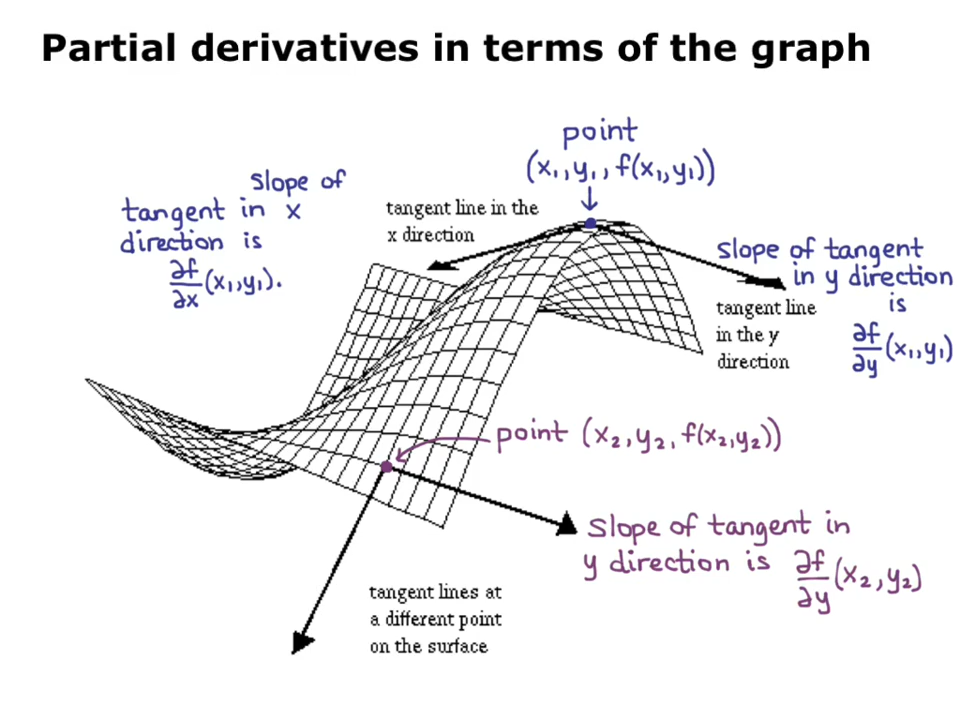 Partial derivatives in terms of the graph
point
(x₁,y₁, f(x₁,y₁))
slope of
tangent in x
direction is
∂f/∂x (x₁,y₁).
tangent line in the
x direction
slope of tangent
in y direction
is
∂f/∂y (x₁,y₁)
tangent line
in the y
direction
point (x₂,y₂, f(x₂,y₂))
slope of tangent in
y direction is ∂f/∂y (x₂,y₂)
tangent lines at
a different point
on the surface